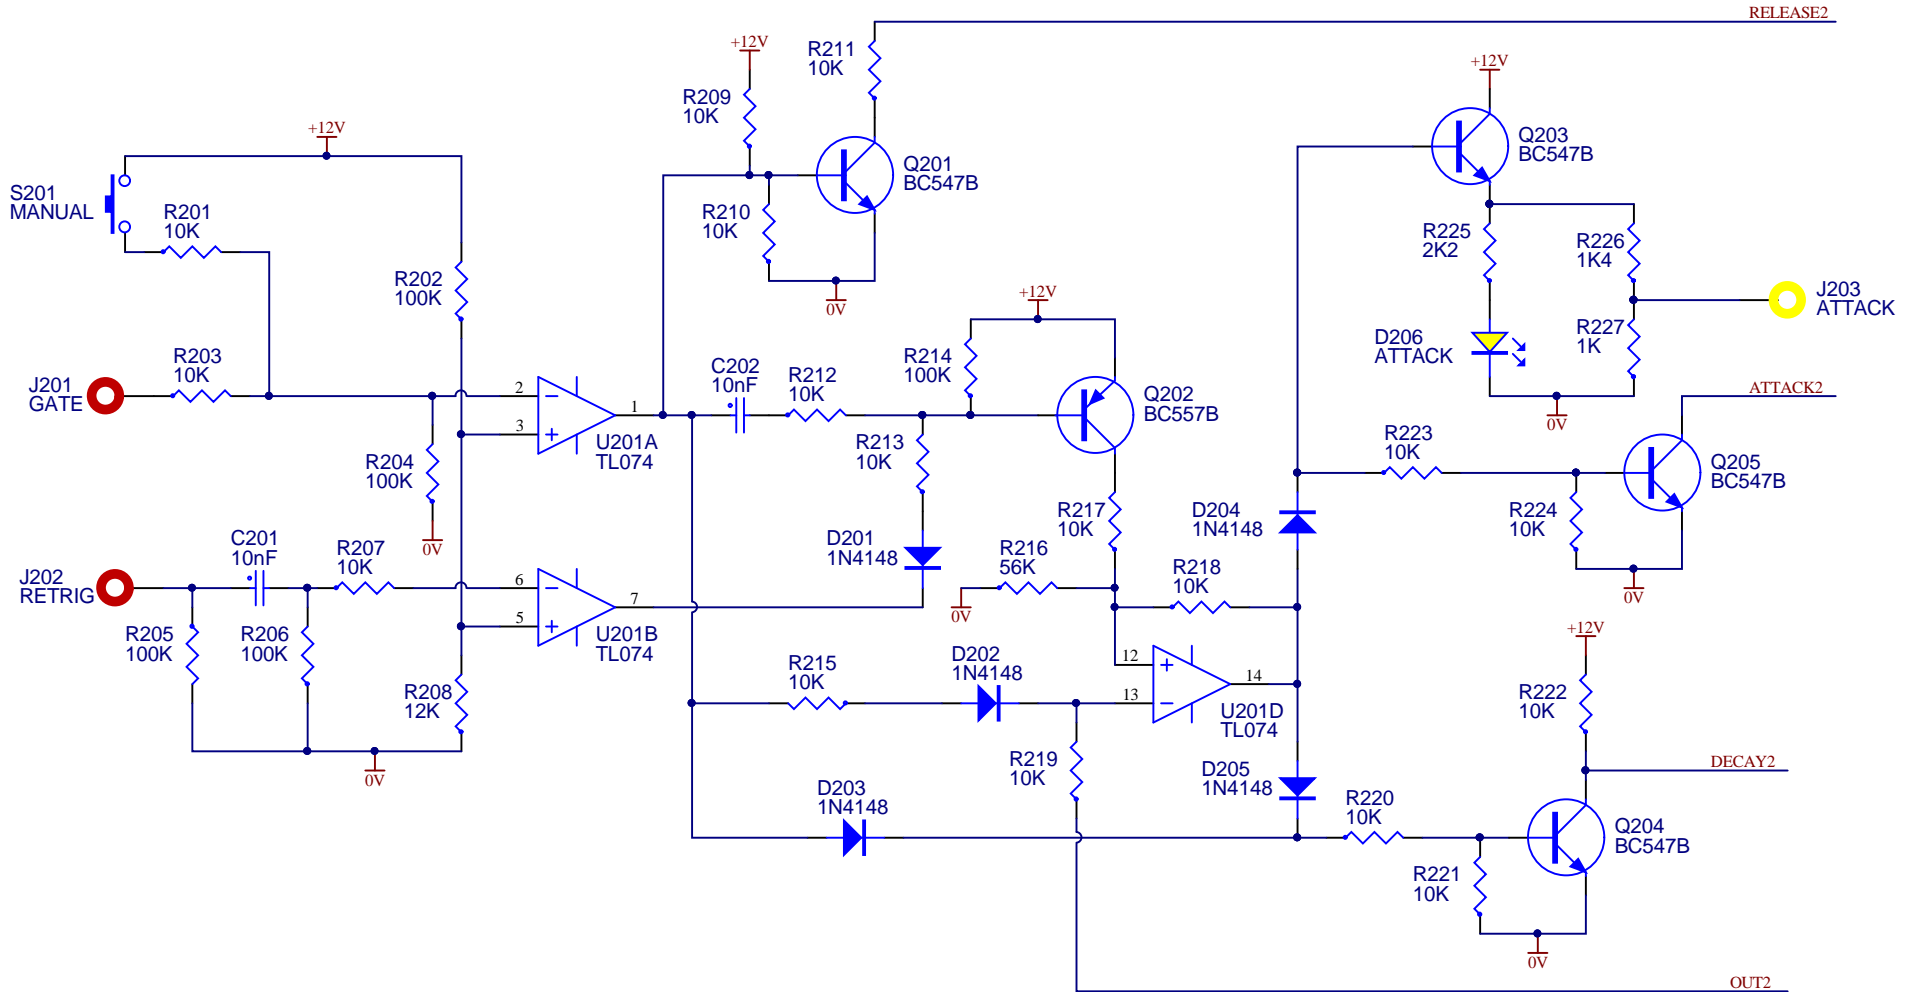 RELEASE2
+12V
R211
10K
+12V
R209
10K
Q203
BC547B
+12V
Q201
BC547B
S201
MANUAL
R201
10K
R210
10K
R225
2K2
R226
1K4
R202
100K
0V
+12V
J203
ATTACK
D206
ATTACK
R227
1K
R203
10K
C202
10nF
R212
10K
R214
100K
J201
GATE
2
1
3
U201A
TL074
Q202
BC557B
ATTACK2
0V
R213
10K
R223
10K
Q205
BC547B
R204
100K
R217
10K
D204
1N4148
R224
10K
0V
C201
10nF
R207
10K
D201
1N4148
R216
56K
R218
10K
J202
RETRIG
6
7
5
0V
0V
R205
100K
R206
100K
U201B
TL074
+12V
R208
12K
R215
10K
D202
1N4148
12
14
13
U201D
TL074
R222
10K
0V
R219
10K
D205
1N4148
DECAY2
D203
1N4148
R220
10K
Q204
BC547B
R221
10K
0V
OUT2